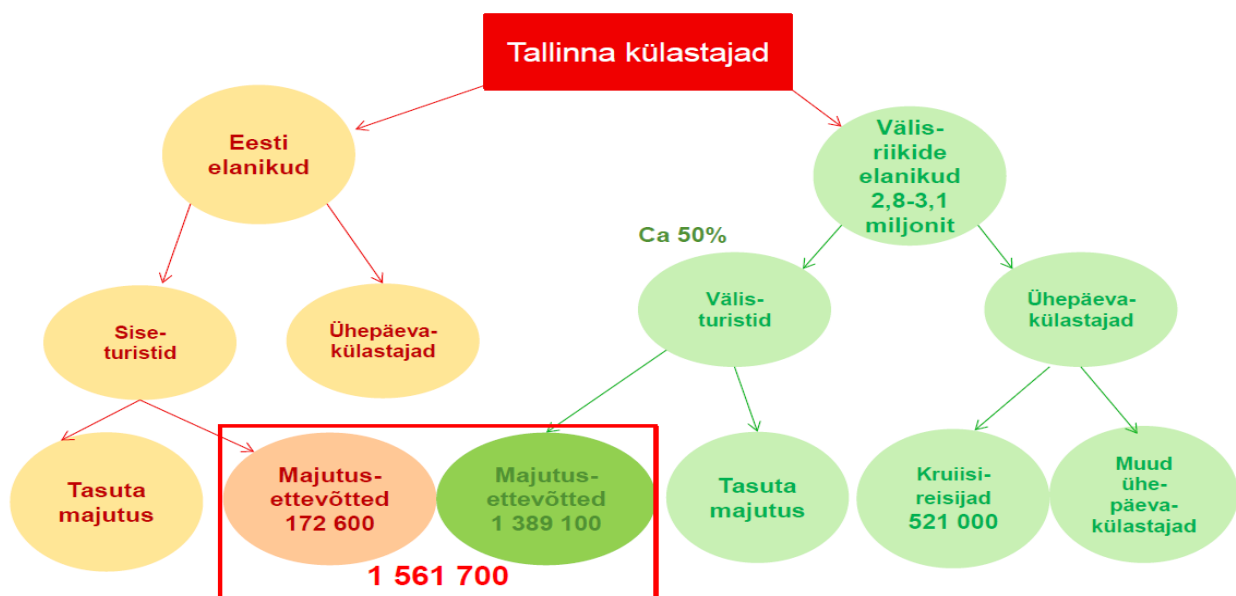 Tallinna külastajad
Eesti
elanikud
Välis-
riikide
elanikud
2,8-3,1
miljonit
Ca 50%
Sise-
turistid
Ühepäeva-
külastajad
Välis-
turistid
Ühepäeva-
külastajad
Tasuta
majutus
Majutus-
ettevõtted
172 600
Majutus-
ettevõtted
1 389 100
Tasuta
majutus
Kruiisi-
reisijad
521 000
Muud
ühe-
päeva-
külastajad
1 561 700